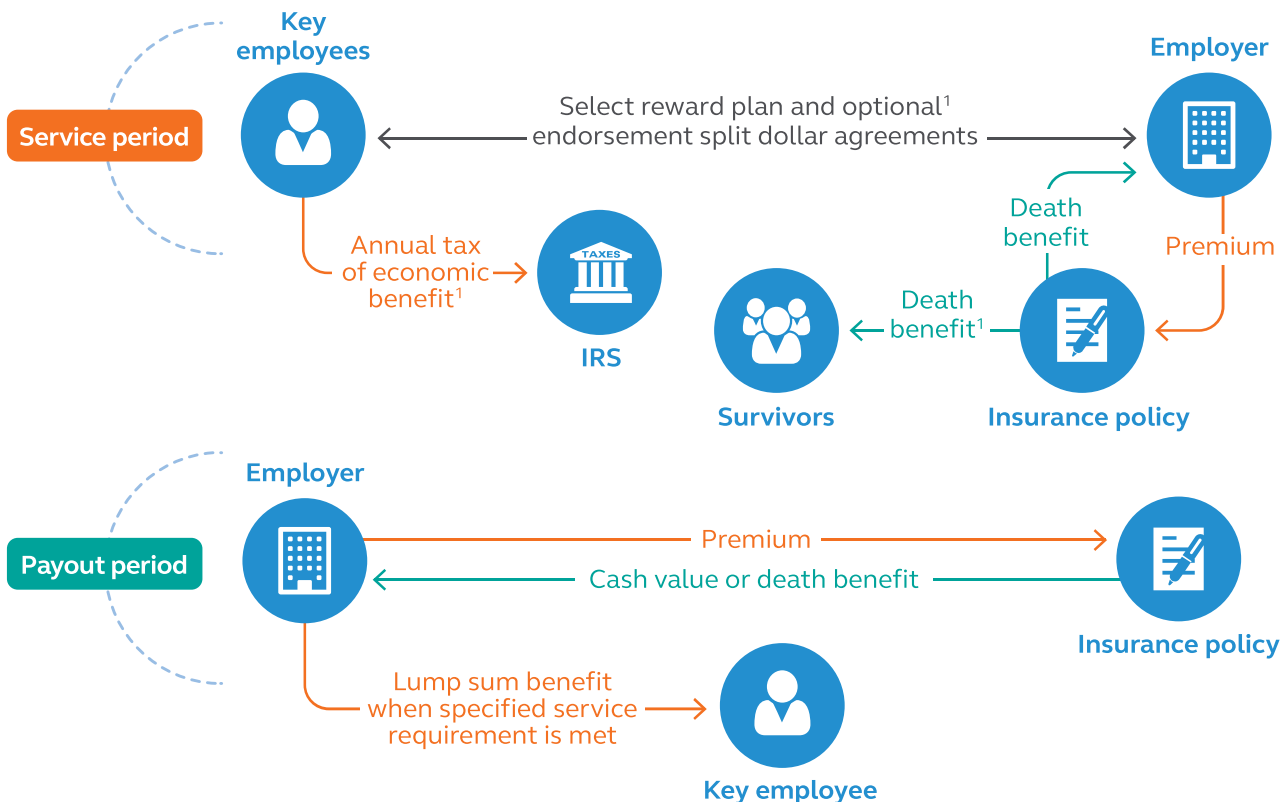 Key
employees
Employer
Service period
Select reward plan and optional¹
endorsement split dollar agreements
Death
benefit
Premium
Annual tax
of economic
benefit¹
TAXES
IRS
Death
benefit¹
Survivors
Insurance policy
Employer
Payout period
Premium
Cash value or death benefit
Insurance policy
Lump sum benefit
when specified service
requirement is met
Key employee